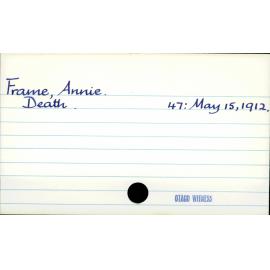 Frame, Annie.
Death. 47: May 15, 1912.
OTAGO WITNESS